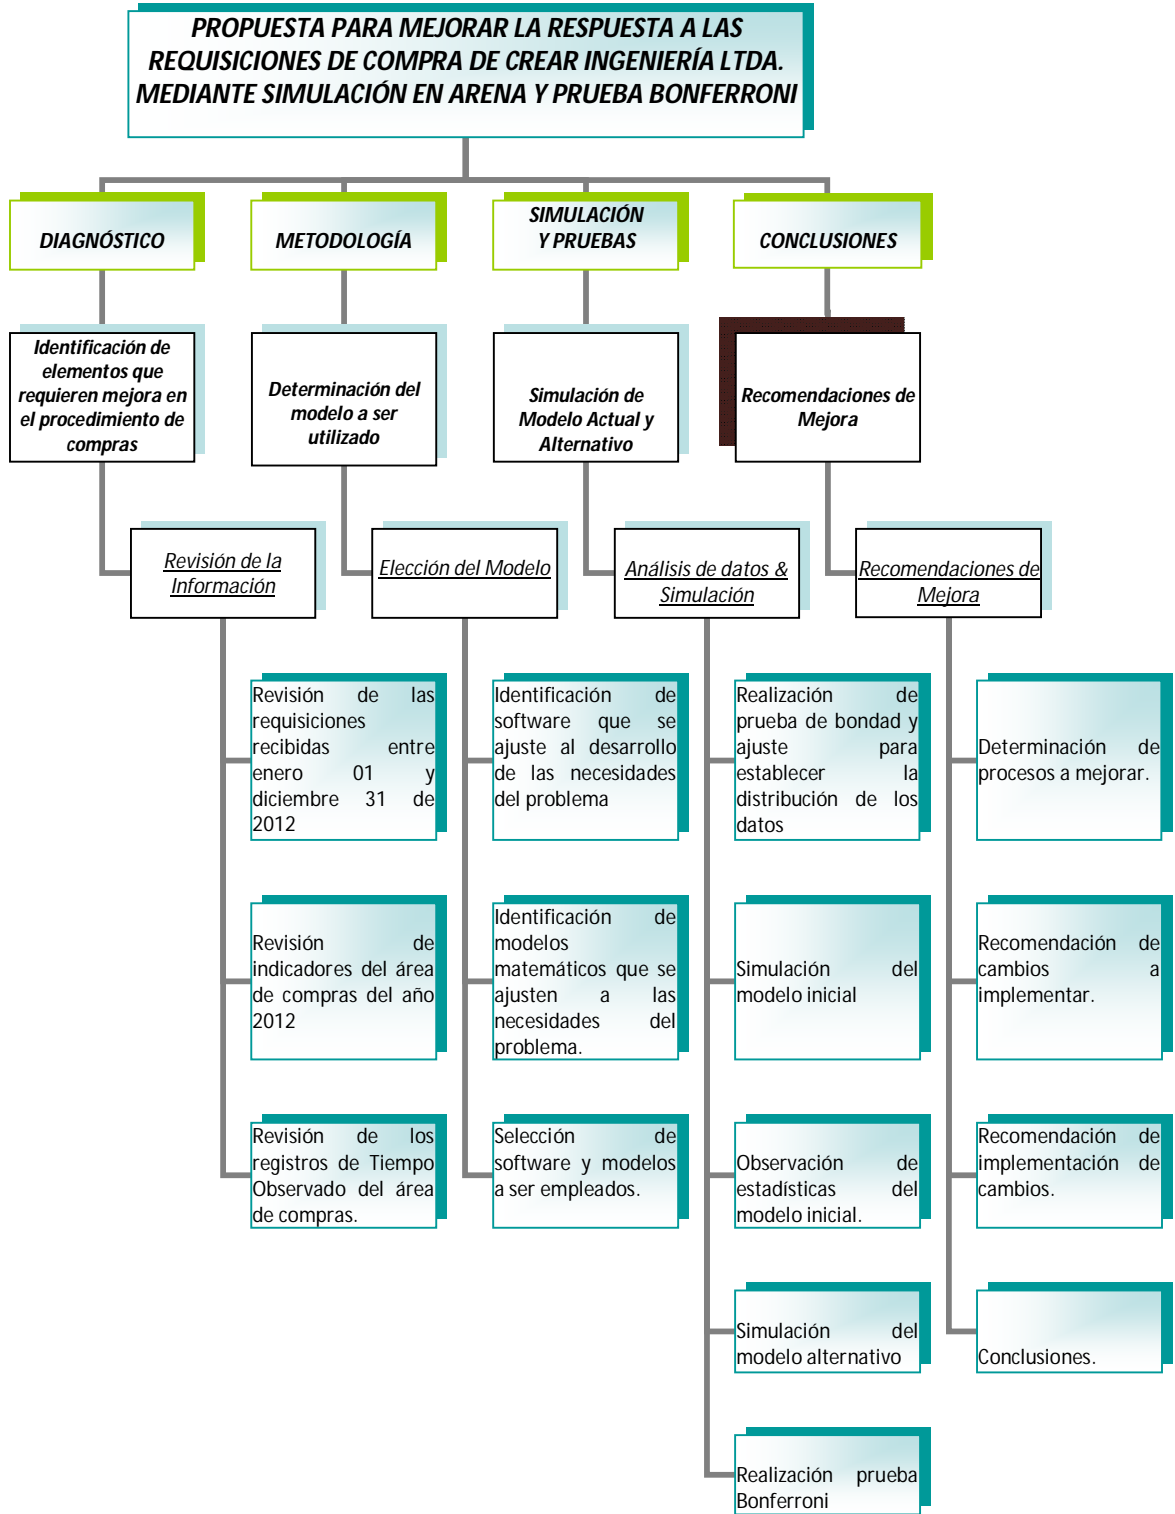 PROPUESTA PARA MEJORAR LA RESPUESTA A LAS
REQUISICIONES DE COMPRA DE CREAR INGENIERÍA LTDA.
MEDIANTE SIMULACIÓN EN ARENA Y PRUEBA BONFERRONI
DIAGNÓSTICO
METODOLOGÍA
SIMULACIÓN
Y PRUEBAS
CONCLUSIONES
Identificación de
elementos que
requieren mejora en
el procedimiento de
compras
Determinación del
modelo a ser
utilizado
Simulación de
Modelo Actual y
Alternativo
Recomendaciones de
Mejora
Revisión de la
Información
Elección del Modelo
Análisis de datos &
Simulación
Recomendaciones de
Mejora
Revisión de las
requisiciones
recibidas entre
enero 01 y
diciembre 31 de
2012
Identificación de
software que se
ajuste al desarrollo
de las necesidades
del problema
Realización de
prueba de bondad y
ajuste para
establecer la
distribución de los
datos
Determinación de
procesos a mejorar.
Revisión de
indicadores del área
de compras del año
2012
Identificación de
modelos
matemáticos que se
ajusten a las
necesidades del
problema.
Simulación del
modelo inicial
Recomendación de
cambios a
implementar.
Revisión de los
registros de Tiempo
Observado del área
de compras.
Selección de
software y modelos
a ser empleados.
Observación de
estadísticas del
modelo inicial.
Recomendación de
implementación de
cambios.
Simulación del
modelo alternativo
Conclusiones.
Realización prueba
Bonferroni